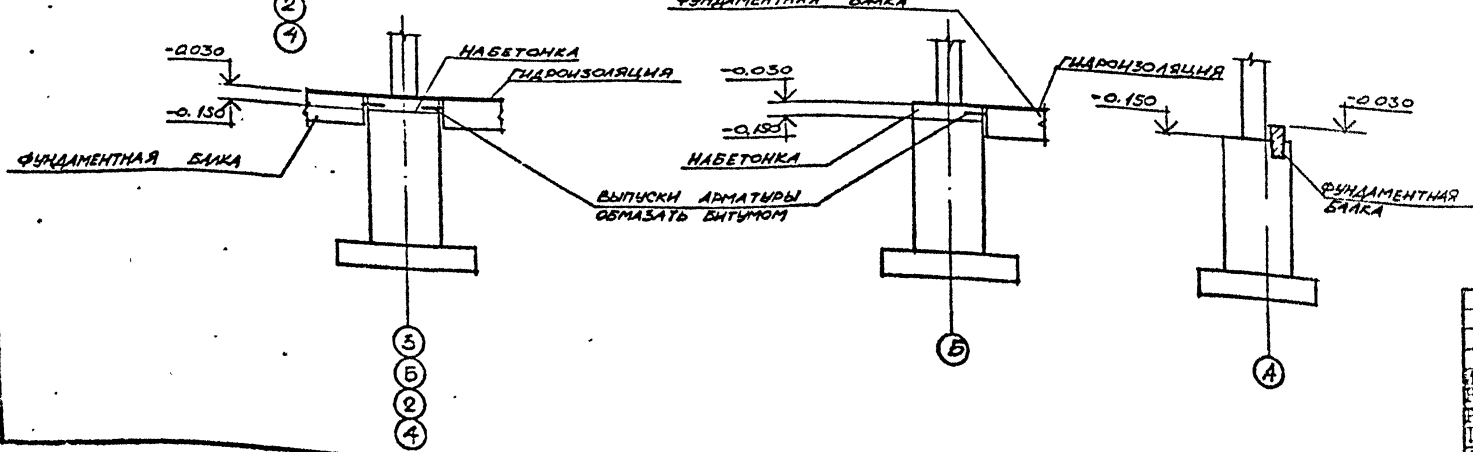 2
4
ФУНДАМЕНТНАЯ БАЛКА
-0.030
-0.150
НАБЕТОНКА
ГИДРОИЗОЛЯЦИЯ
ФУНДАМЕНТНАЯ БАЛКА
ВЫПУСКИ АРМАТУРЫ
ОБМАЗАТЬ БИТУМОМ
3
Б
2
4
-0.030
-0.150
НАБЕТОНКА
ГИДРОИЗОЛЯЦИЯ
Б
-0.150
-0.030
ФУНДАМЕНТНАЯ
БАЛКА
А